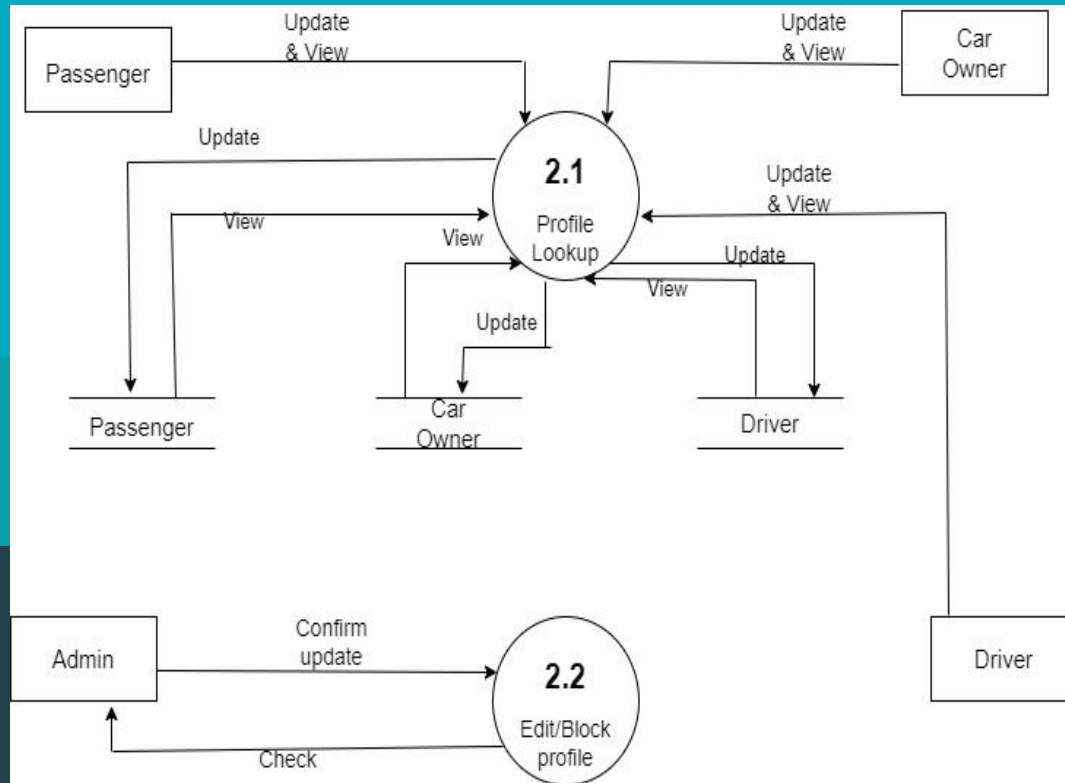 Update
& View
Passenger
Update
& View
Car
Owner
Update
View
2.1
Profile
Lookup
Update
& View
View
Update
View
Update
Passenger
Car
Owner
Driver
Admin
Confirm
update
2.2
Edit/Block
profile
Check
Driver